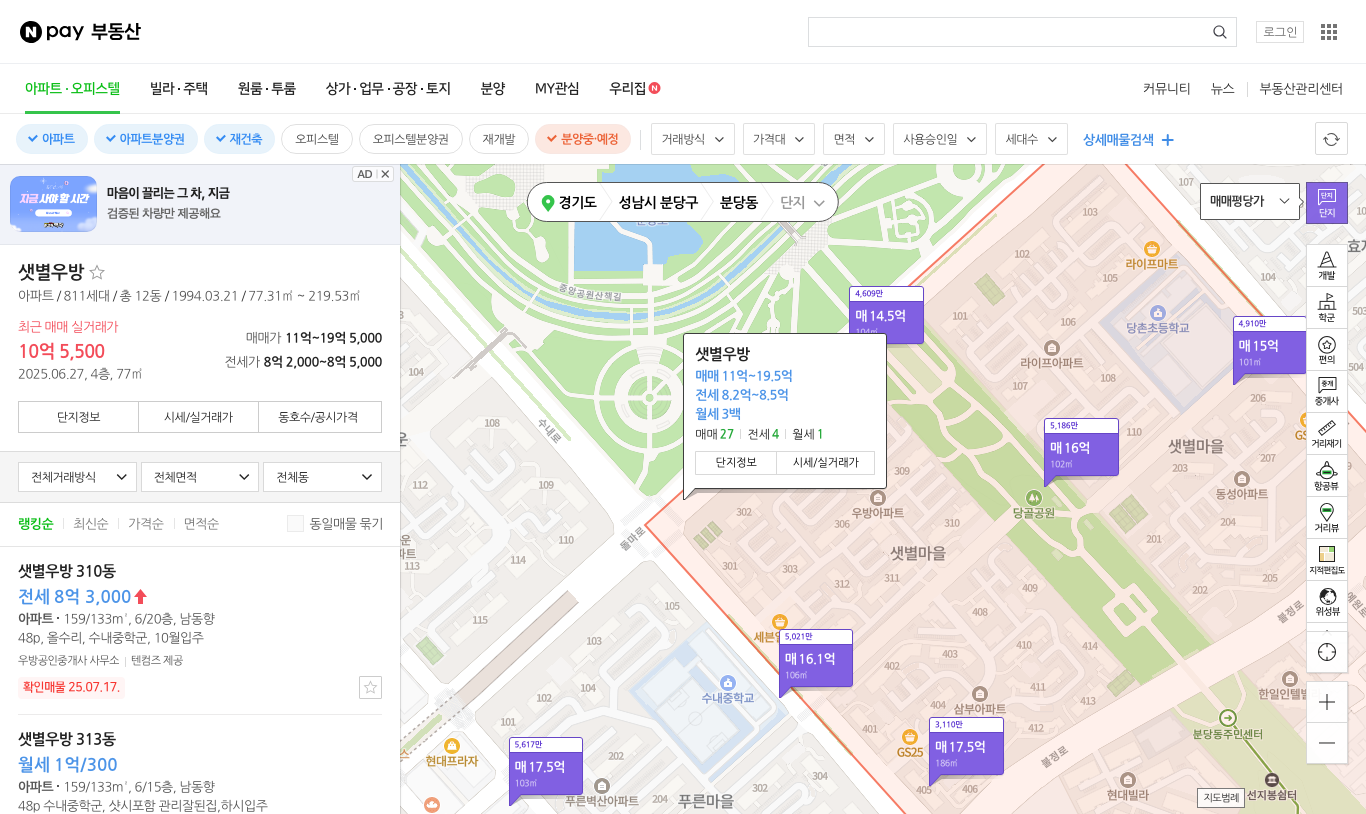 N pay 부동산
로그인
아파트·오피스텔 빌라·주택 원룸·투룸 상가·업무·공장·토지 분양 MY관심 우리집 N 커뮤니티 뉴스 부동산관리센터
아파트 아파트분양권 재건축 오피스텔 오피스텔분양권 재개발 분양중·예정 거래방식 가격대 면적 사용승인일 세대수 상세매물검색
AD
지금 사야 할 시간
마음이 끌리는 그 차, 지금
검증된 차량만 제공해요
샛별우방
아파트 / 811세대 / 총 12동 / 1994.03.21 / 77.31㎡ ~ 219.53㎡
최근 매매 실거래가
10억 5,500
2025.06.27, 4층, 77㎡
매매가 11억~19억 5,000
전세가 8억 2,000~8억 5,000
단지정보 시세/실거래가 동호수/공시가격
전체거래방식 전체면적 전체동
랭킹순 최신순 가격순 면적순 동일매물 묶기
샛별우방 310동
전세 8억 3,000
아파트 · 159/133m², 6/20층, 남동향
48p, 올수리, 수내중학군, 10월입주
우방공인중개사 사무소 텐컴즈 제공
확인매물 25.07.17.
샛별우방 313동
월세 1억/300
아파트 · 159/133m², 6/15층, 남동향
48p 수내중학군, 샷시포함 관리잘된집,하시입주
경기도 성남시 분당구 분당동 단지
매매평당가
단지
단지
개발
학군
편의
중개
중개사
거리재기
항공뷰
거리뷰
지적편집도
위성뷰
지도범례
중앙공원산책길
107
103
라이프마트
105
104
당촌초등학교
101
106
라이프아파트
107
4,609만
매 14.5억
104㎡
4,910만
매 15억
101㎡
샛별우방
매매 11억~19.5억
전세 8.2억~8.5억
월세 3백
매매 27 전세 4 월세 1
단지정보 시세/실거래가
5,186만
매 16억
102㎡
110
샛별마을
203
동성아파트
당골공원
309
우방아파트
302
306
310
샛별마을
301
303
312
311
104
수내로
112
109
110
114
돌마로
105
103
수내중학교
101
102
202
204
304
현대프라자
푸른벽산아파트
푸른마을
세븐일
5,021만
매 16.1억
106㎡
5,617만
매 17.5억
103㎡
3,110만
매 17.5억
186㎡
408
409
403
402
410
411
404
삼부아파트
412
413
414
405
406
GS25
201
204
206
202
205
불정로
불정로
한일인텔빌
분당동주민센터
현대빌라
선지봉쉼터